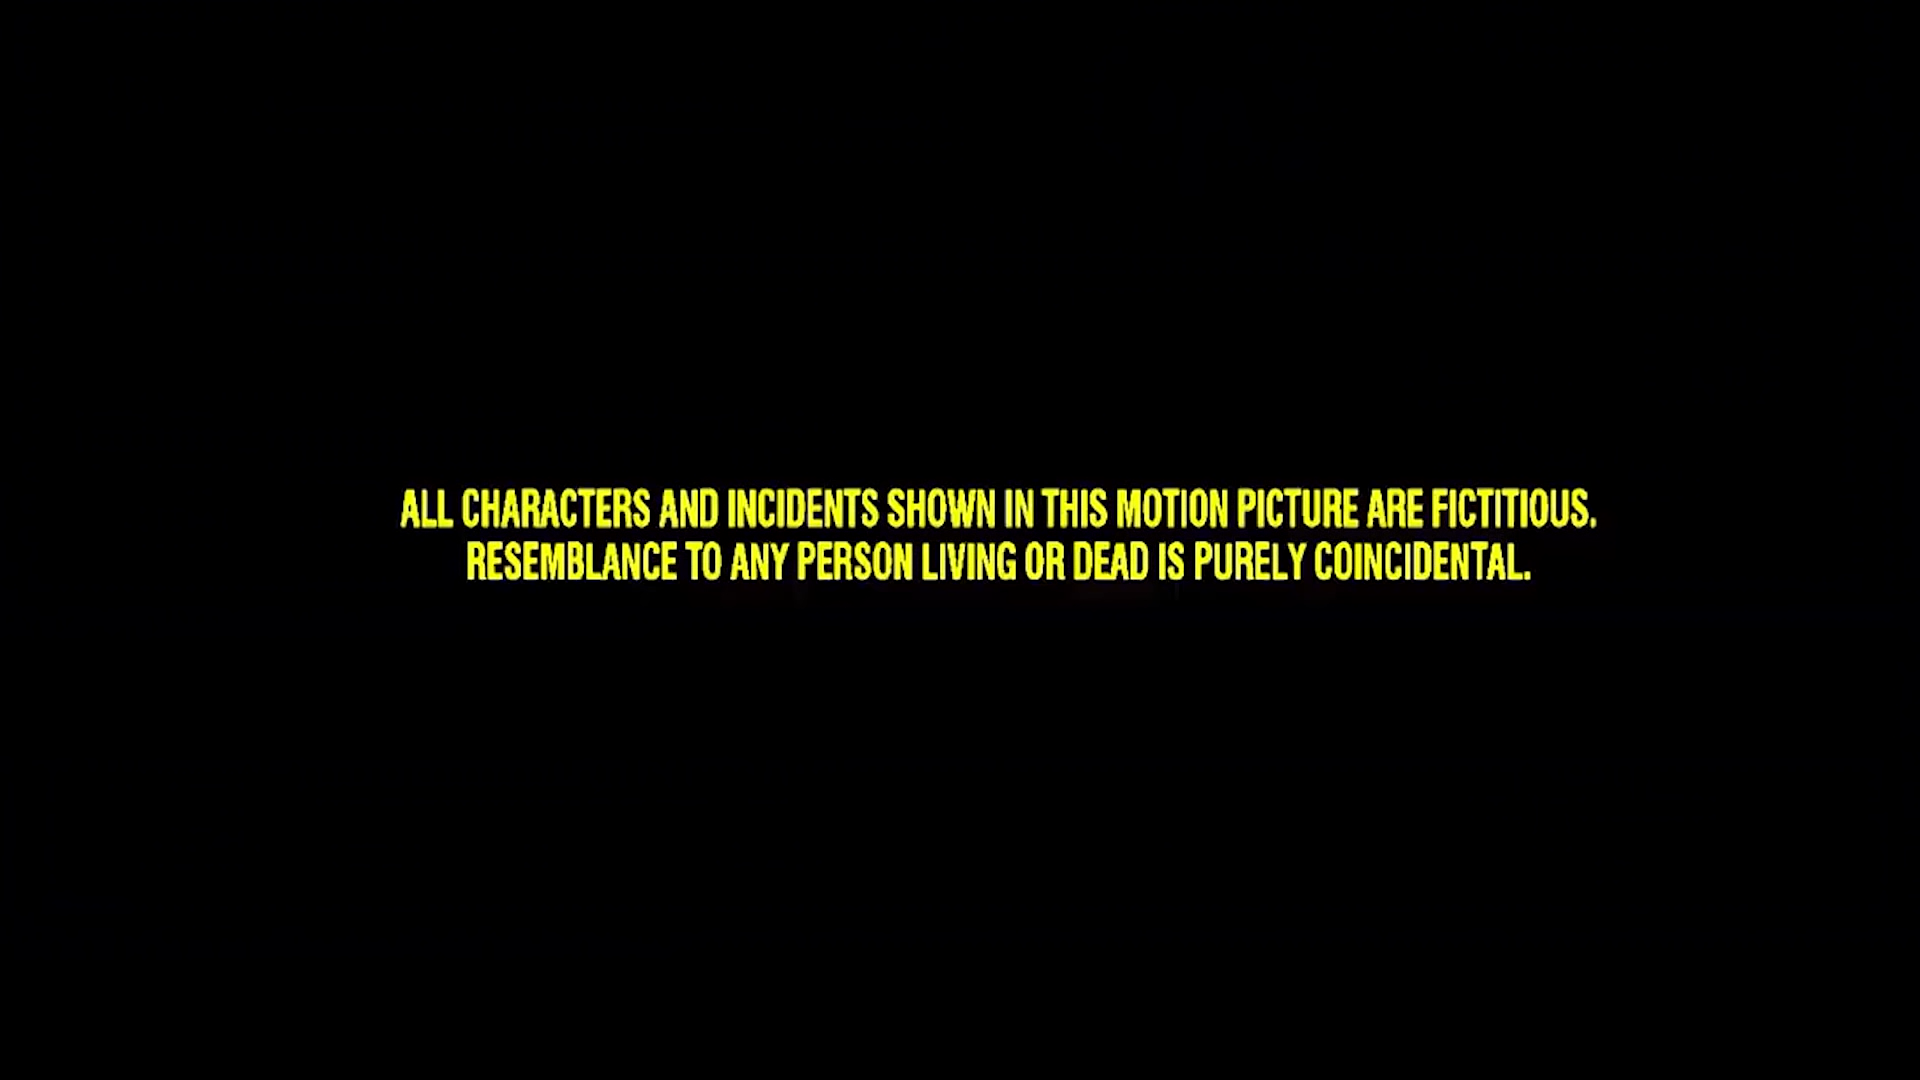 ALL CHARACTERS AND INCIDENTS SHOWN IN THIS MOTION PICTURE ARE FICTITIOUS.
RESEMBLANCE TO ANY PERSON LIVING OR DEAD IS PURELY COINCIDENTAL.